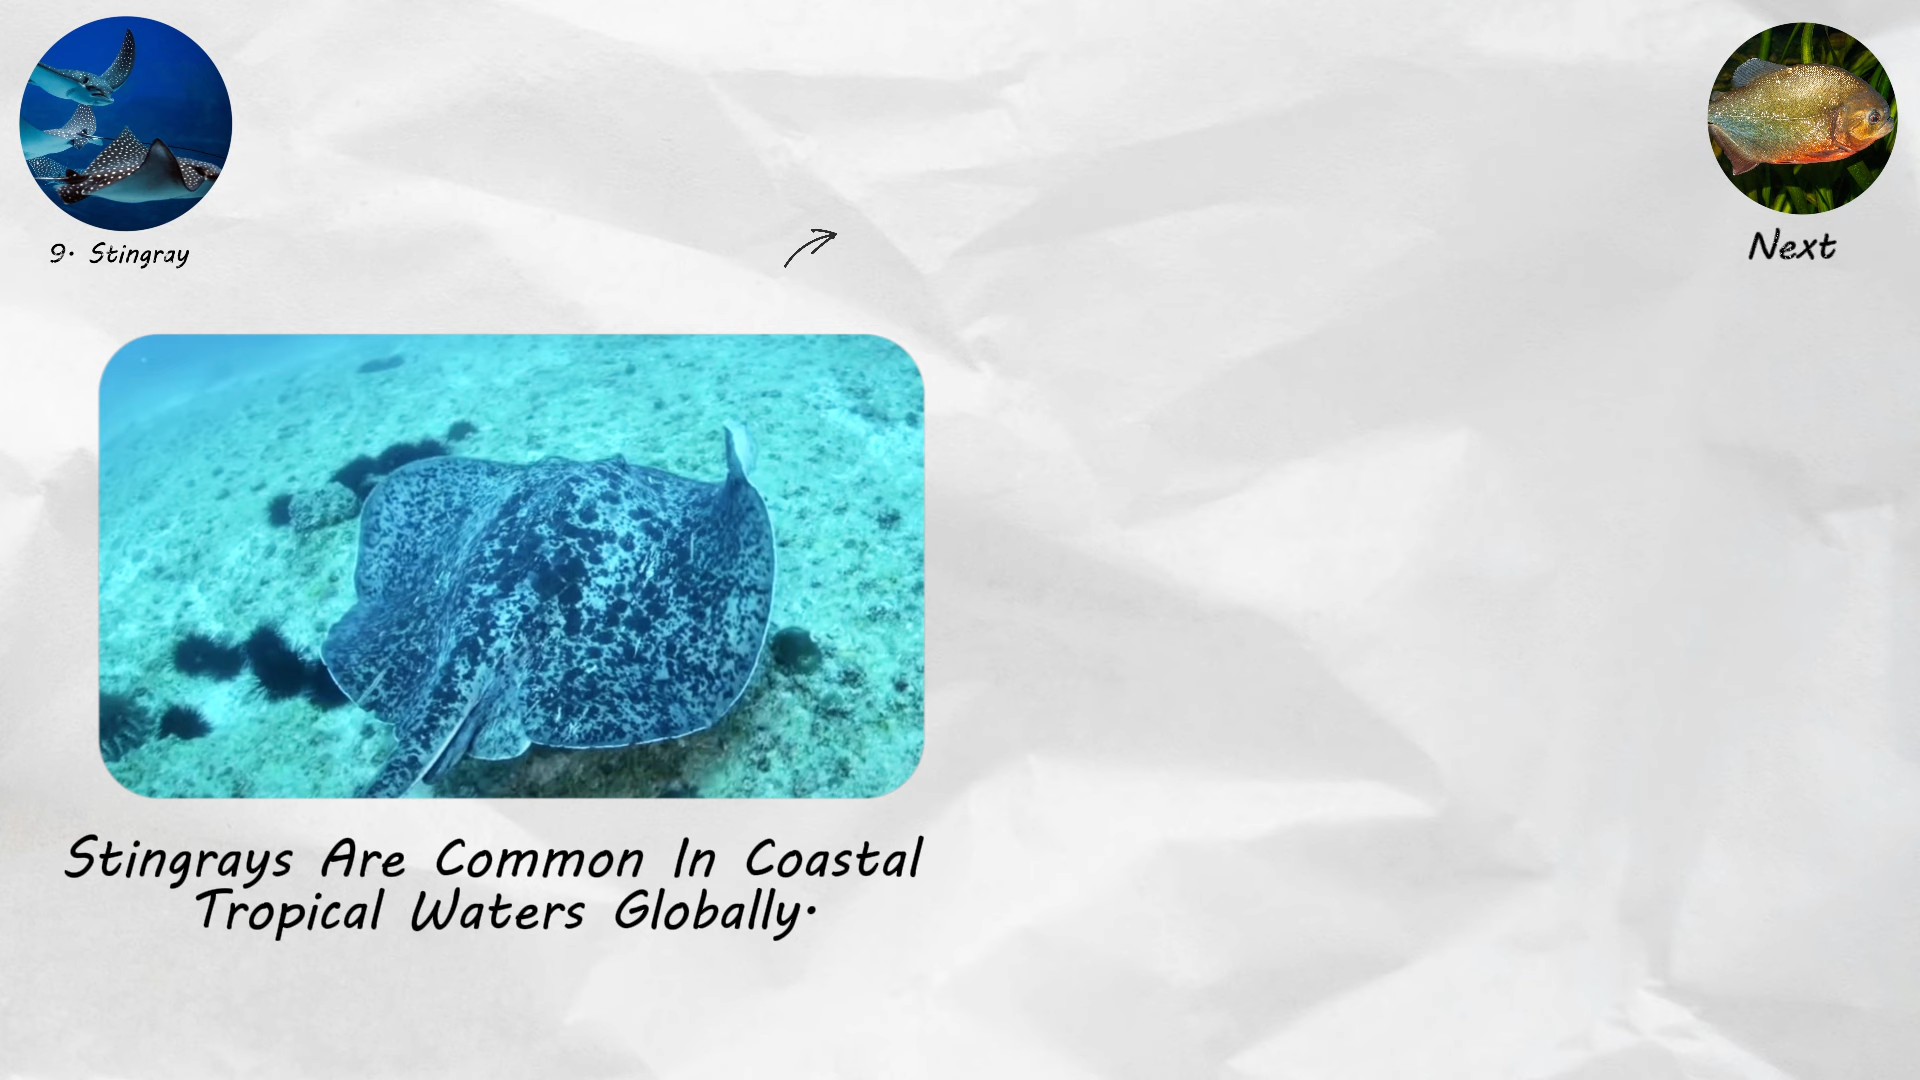 9. Stingray
Next
Stingrays Are Common In Coastal
Tropical Waters Globally.